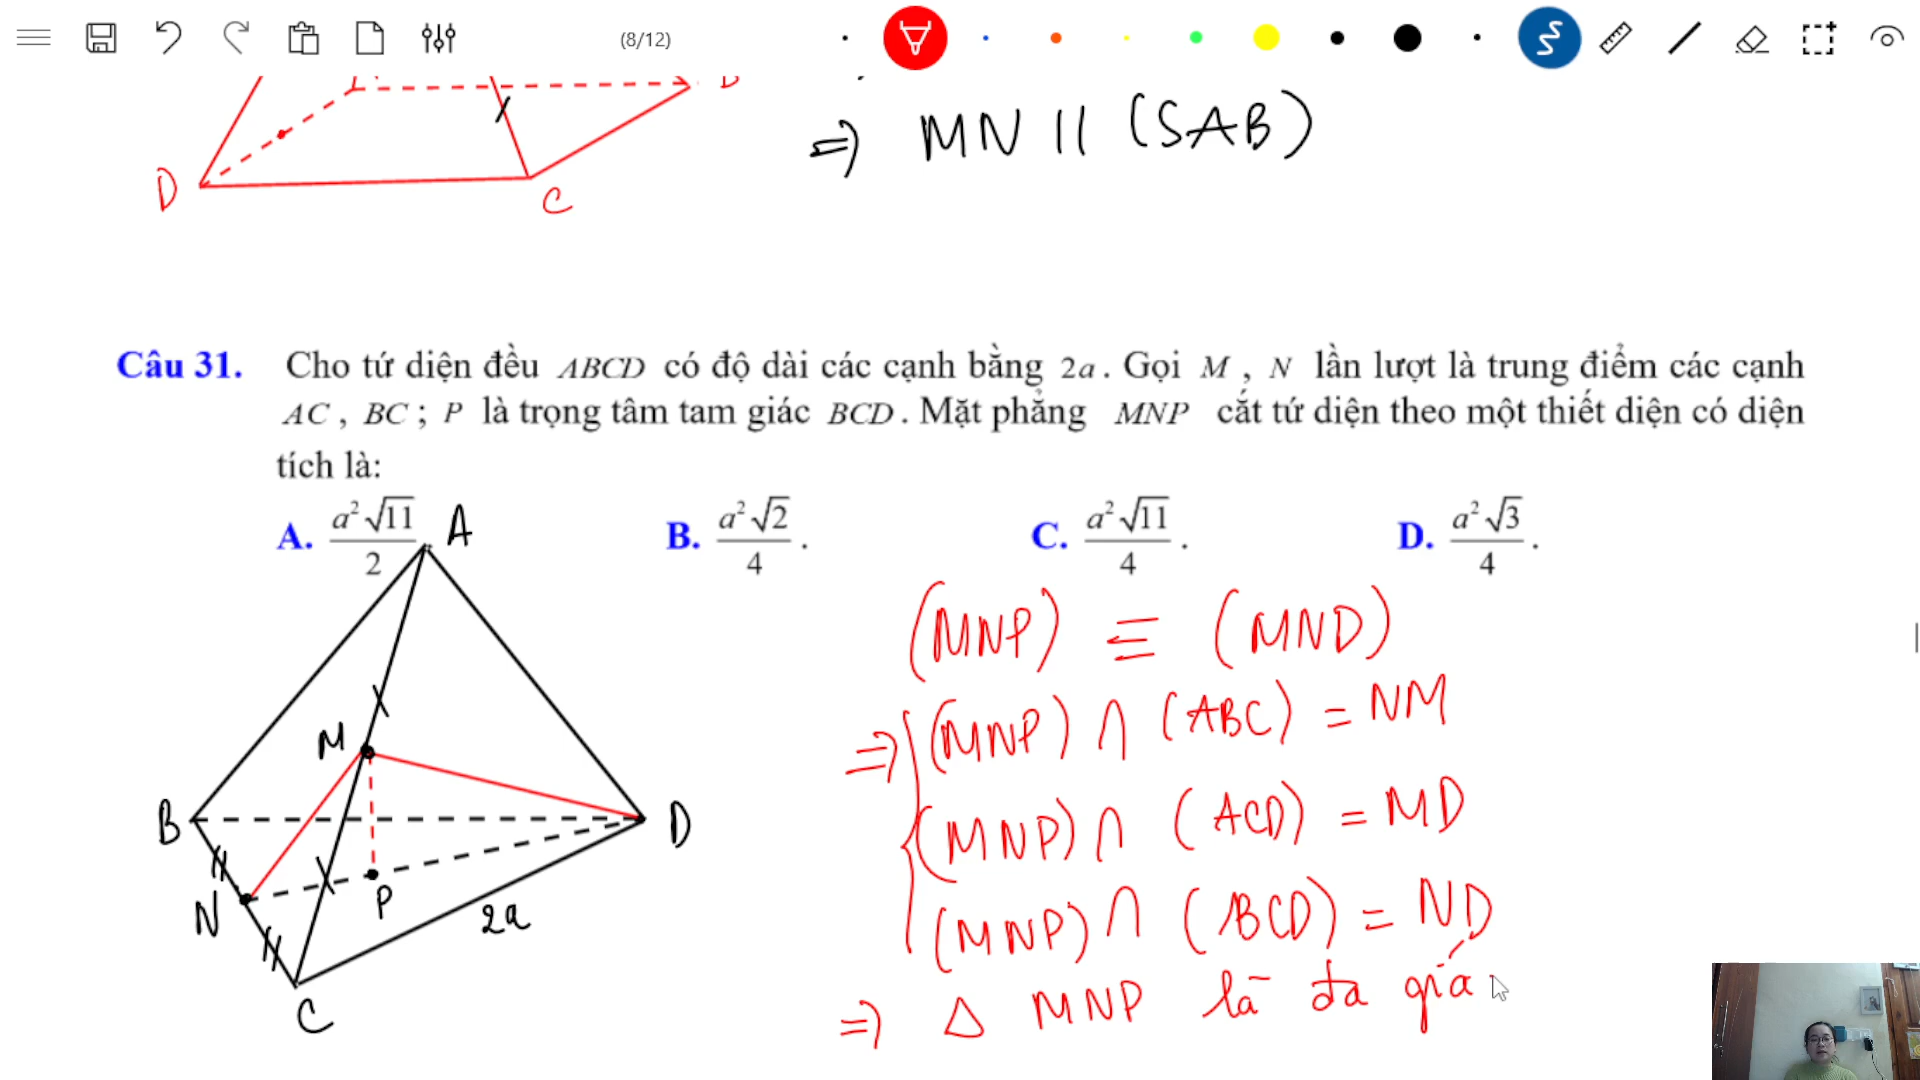 (8/12)
D
C
⇒ MN // (SAB)
Câu 31. Cho tứ diện đều ABCD có độ dài các cạnh bằng 2a. Gọi M, N lần lượt là trung điểm các cạnh
AC, BC; P là trọng tâm tam giác BCD. Mặt phẳng MNP cắt tứ diện theo một thiết diện có diện
tích là:
A. a²√11/2 B. a²√2/4. C. a²√11/4. D. a²√3/4.
A
M
B
D
N
P
2a
C
(MNP) ≡ (MND)
⇒ { (MNP) ∩ (ABC) = NM
(MNP) ∩ (ACD) = MD
(MNP) ∩ (BCD) = ND
⇒ Δ MNP là đa giá